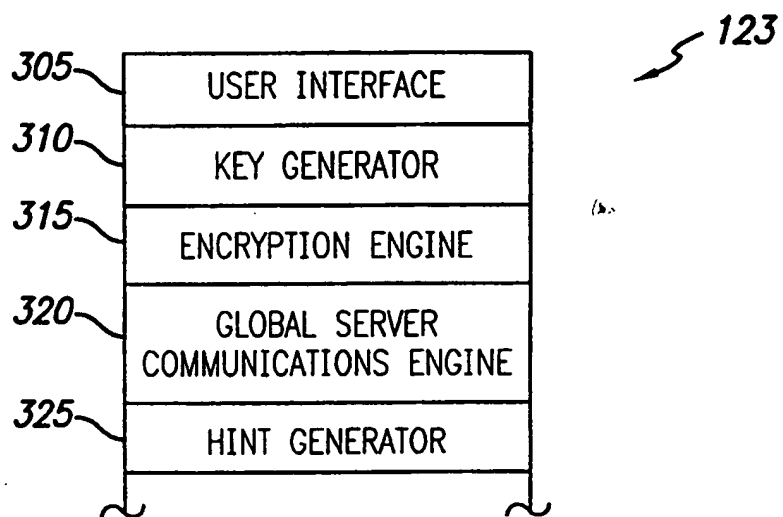 123
305 USER INTERFACE
310 KEY GENERATOR
315 ENCRYPTION ENGINE
320 GLOBAL SERVER
COMMUNICATIONS ENGINE
325 HINT GENERATOR